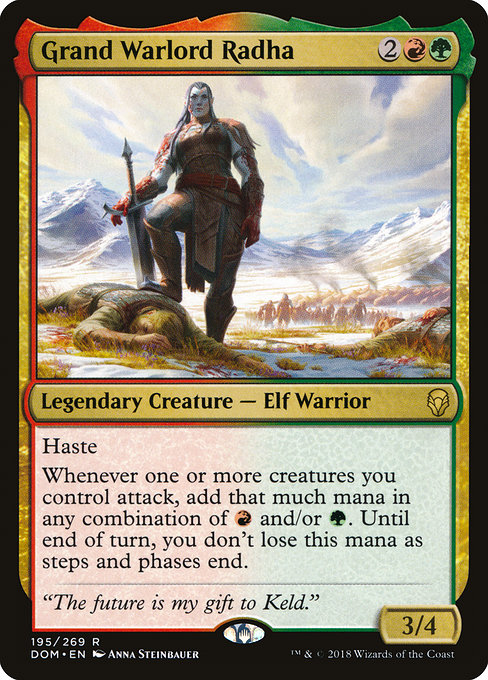 Grand Warlord Radha 2
Legendary Creature — Elf Warrior
Haste
Whenever one or more creatures you
control attack, add that much mana in
any combination of and/or . Until
end of turn, you don't lose this mana as
steps and phases end.
"The future is my gift to Keld."
3/4
195/269 R
DOM • EN Anna Steinbauer
™ & © 2018 Wizards of the Coast